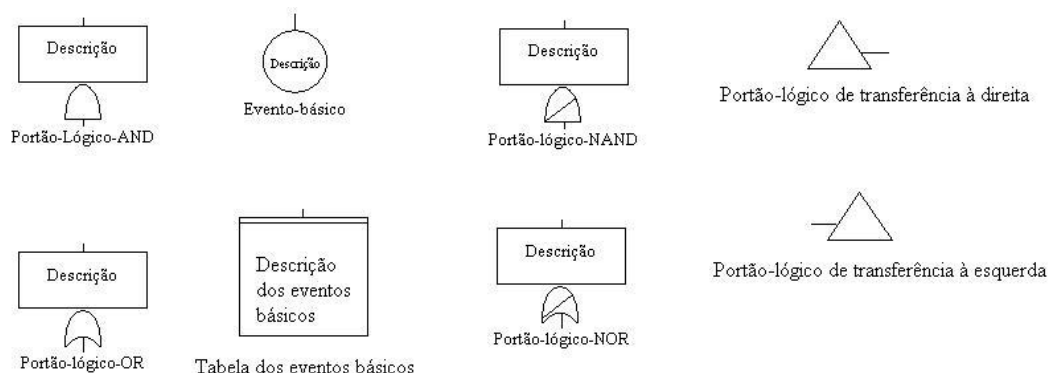 Descrição
Portão-Lógico-AND
Descrição
Evento-básico
Descrição
Portão-lógico-NAND
Portão-lógico de transferência à direita
Descrição
Portão-lógico-OR
Descrição
dos eventos
básicos
Tabela dos eventos básicos
Descrição
Portão-lógico-NOR
Portão-lógico de transferência à esquerda